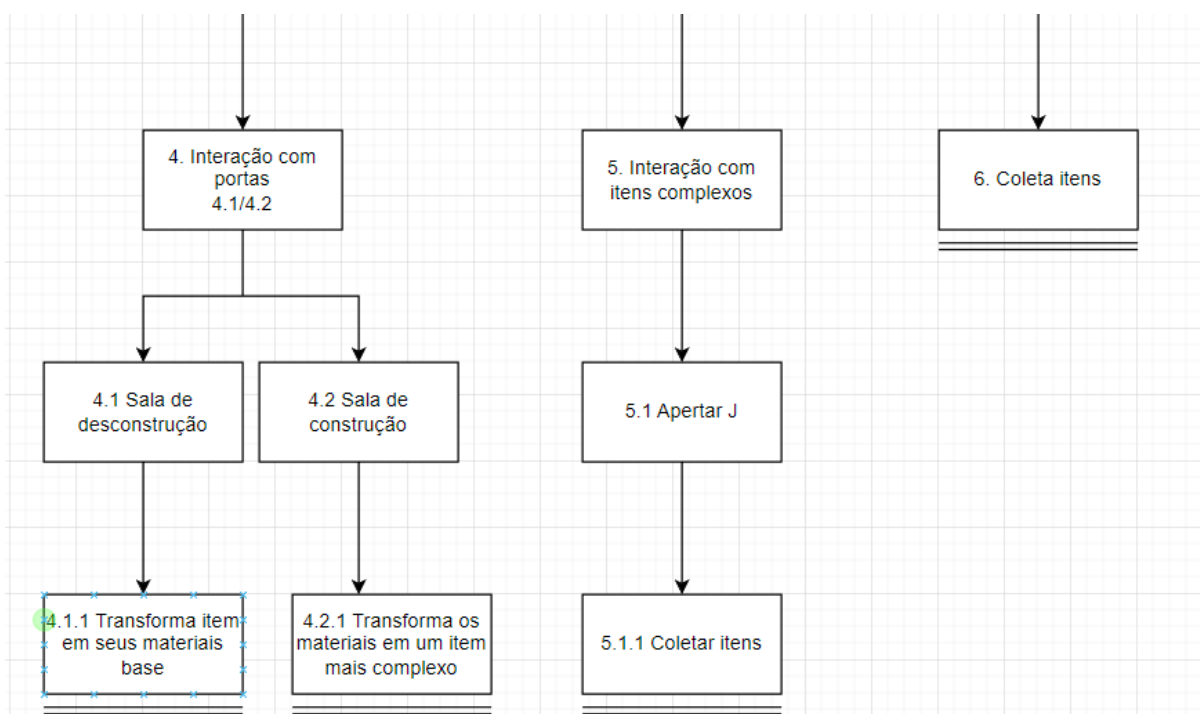 4. Interação com
portas
4.1/4.2
5. Interação com
itens complexos
6. Coleta itens
4.1 Sala de
desconstrução
4.2 Sala de
construção
5.1 Apertar J
4.1.1 Transforma item
em seus materiais
base
4.2.1 Transforma os
materiais em um item
mais complexo
5.1.1 Coletar itens